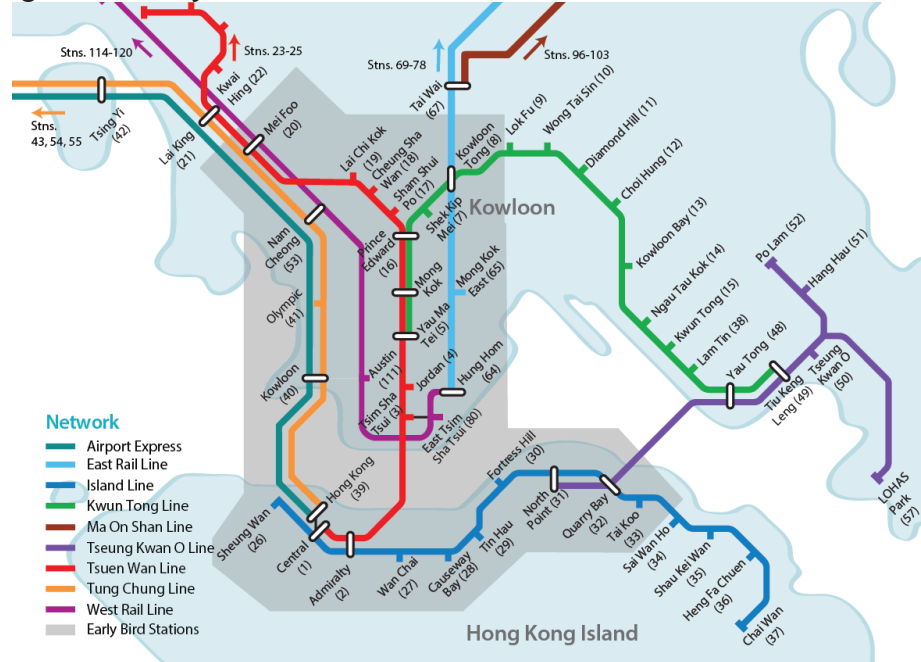 Stns. 114-120
Stns. 23-25
Stns. 69-78
Stns. 96-103
Kwai
Hing (22)
Tai Wai
(67)
Stns.
43, 54, 55
Tsing Yi
(42)
Lai King
(21)
Mei Foo
(20)
Lai Chi Kok
(19)
Cheung Sha
Wan (18)
Sham Shui
Po (17)
Kowloon
Tong (8)
Lok Fu (9)
Wong Tai Sin (10)
Diamond Hill (11)
Choi Hung (12)
Shek Kip
Mei (7)
Kowloon
Nam
Cheong
(53)
Prince
Edward
(16)
Mong
Kok
Mong Kok
East (65)
Kowloon Bay (13)
Ngau Tau Kok (14)
Kwun Tong (15)
Lam Tin (38)
Yau Tong (48)
Po Lam (52)
Hang Hau (51)
Olympic
(41)
Yau Ma
Tei (5)
Kowloon
(40)
Austin
(111)
Jordan (4)
Hung Hom
(64)
Tsim Sha
Tsui (3)
East Tsim
Sha Tsui (80)
Tiu Keng
Leng (49)
Tseung
Kwan O
(50)
LOHAS
Park
(57)
Network
Airport Express
East Rail Line
Island Line
Kwun Tong Line
Ma On Shan Line
Tseung Kwan O Line
Tsuen Wan Line
Tung Chung Line
West Rail Line
Early Bird Stations
Hong Kong
(39)
Sheung Wan
(26)
Central
(1)
Admiralty
(2)
Wan Chai
(27)
Causeway
Bay (28)
Tin Hau
(29)
Fortress Hill
(30)
North
Point (31)
Quarry Bay
(32)
Tai Koo
(33)
Sai Wan Ho
(34)
Shau Kei Wan
(35)
Heng Fa Chuen
(36)
Chai Wan
(37)
Hong Kong Island